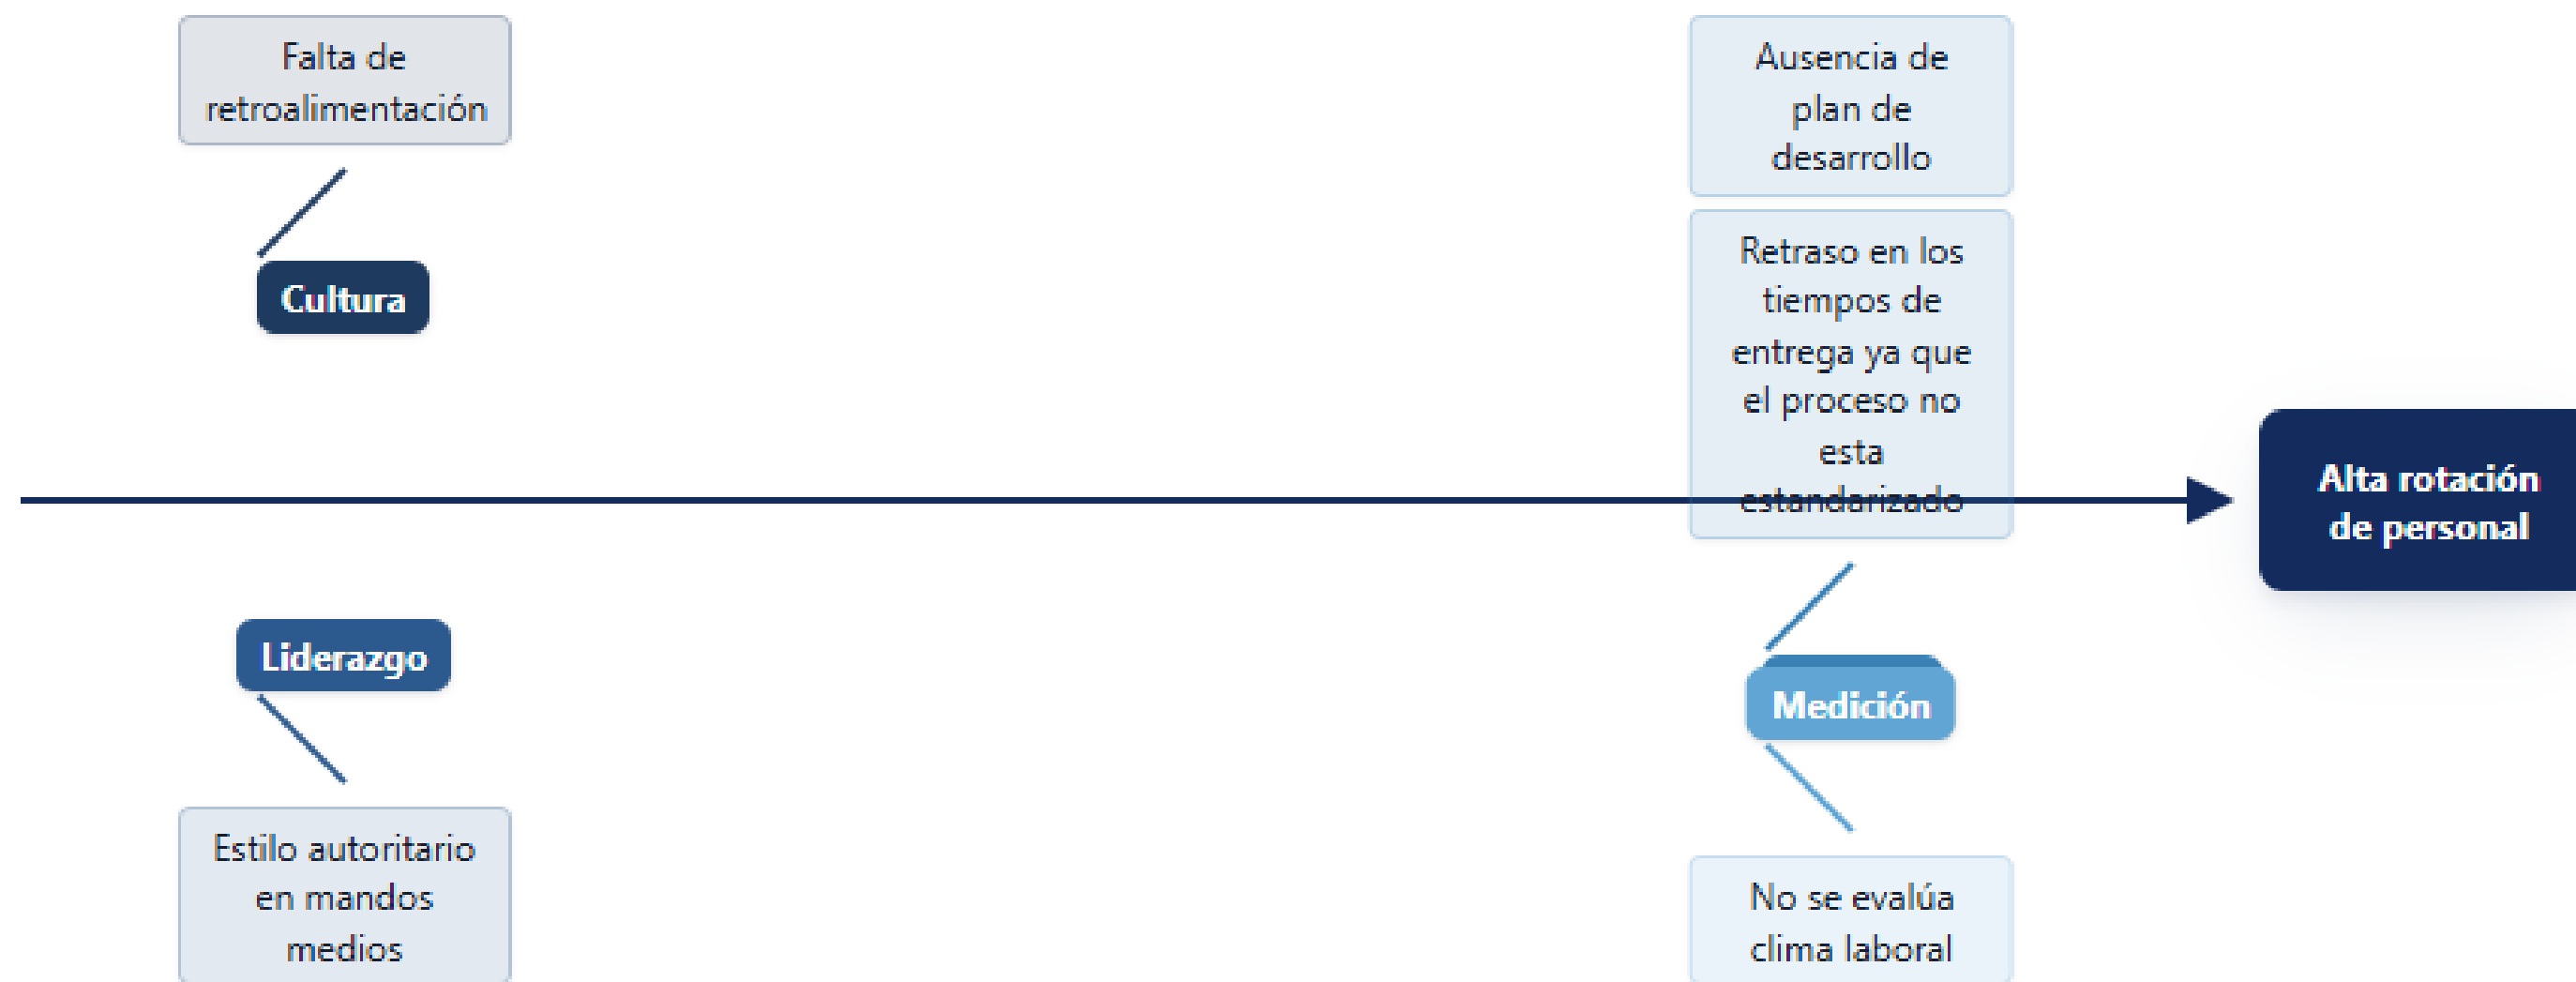 Falta de
retroalimentación
Cultura
Liderazgo
Estilo autoritario
en mandos
medios
Ausencia de
plan de
desarrollo
Retraso en los
tiempos de
entrega ya que
el proceso no
esta
estandarizado
Medición
No se evalúa
clima laboral
Alta rotación
de personal